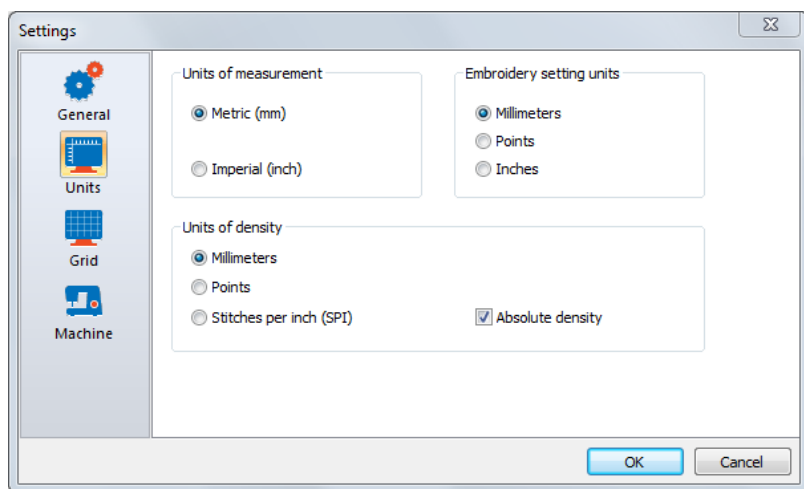 Settings
General
Units
Grid
Machine
Units of measurement
Metric (mm)
Imperial (inch)
Embroidery setting units
Millimeters
Points
Inches
Units of density
Millimeters
Points
Stitches per inch (SPI)
Absolute density
OK
Cancel